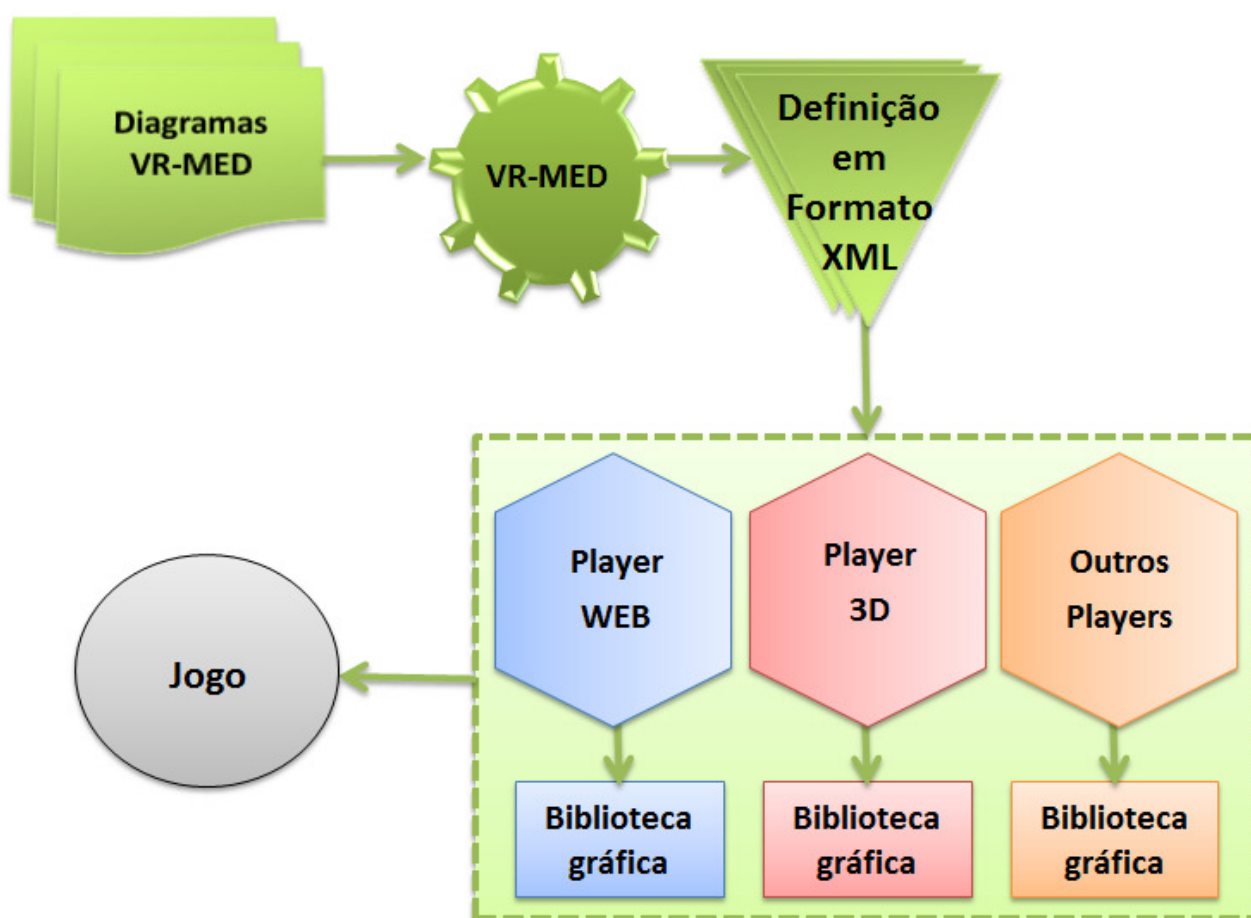 Diagramas
VR-MED
VR-MED
Definição
em
Formato
XML
Player
WEB
Player
3D
Outros
Players
Jogo
Biblioteca
gráfica
Biblioteca
gráfica
Biblioteca
gráfica